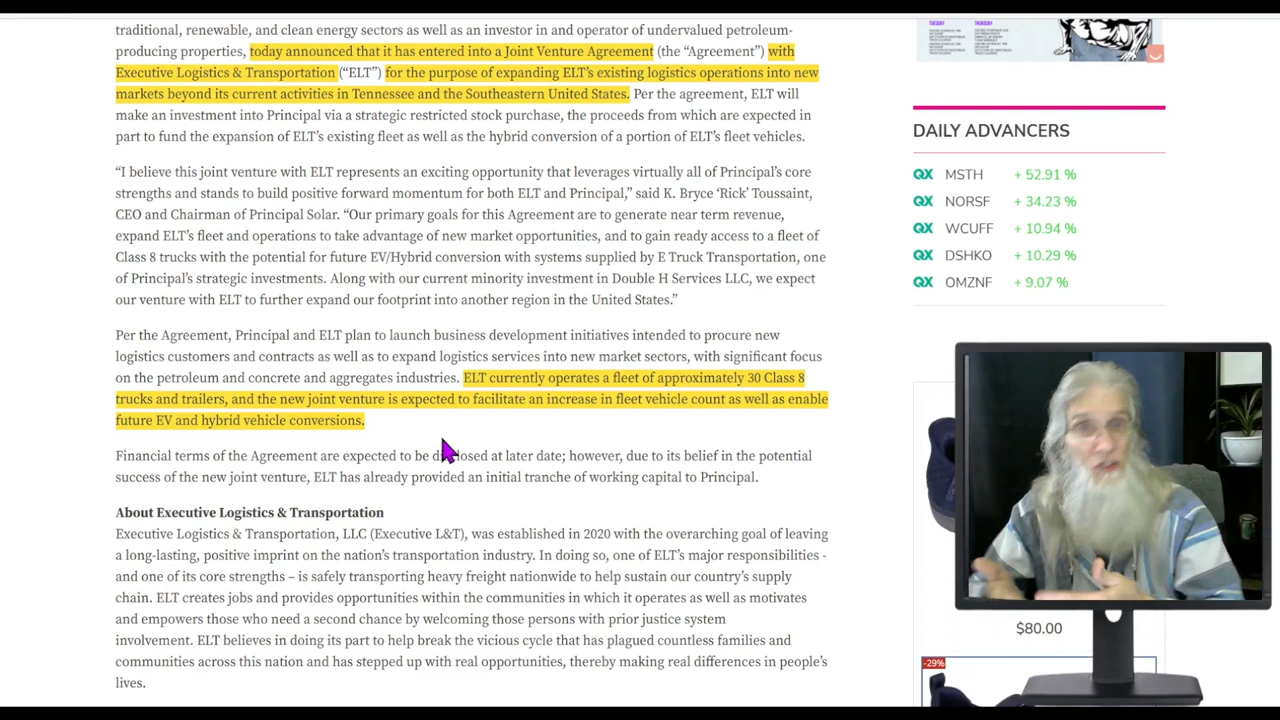 traditional, renewable, and clean energy sectors as well as an investor in and operator of undervalued petroleum-
producing properties, announced that it has entered into a Joint Venture Agreement (the “Agreement”) with
Executive Logistics & Transportation (“ELT”) for the purpose of expanding ELT’s existing logistics operations into new
markets beyond its current activities in Tennessee and the Southeastern United States. Per the agreement, ELT will
make an investment into Principal via a strategic restricted stock purchase, the proceeds from which are expected in
part to fund the expansion of ELT’s existing fleet as well as the hybrid conversion of a portion of ELT’s fleet vehicles.
“I believe this joint venture with ELT represents an exciting opportunity that leverages virtually all of Principal’s core
strengths and stands to build positive forward momentum for both ELT and Principal,” said K. Bryce ‘Rick’ Toussaint,
CEO and Chairman of Principal Solar. “Our primary goals for this Agreement are to generate near term revenue,
expand ELT’s fleet and operations to take advantage of new market opportunities, and to gain ready access to a fleet of
Class 8 trucks with the potential for future EV/Hybrid conversion with systems supplied by E Truck Transportation, one
of Principal’s strategic investments. Along with our current minority investment in Double H Services LLC, we expect
our venture with ELT to further expand our footprint into another region in the United States.”
Per the Agreement, Principal and ELT plan to launch business development initiatives intended to procure new
logistics customers and contracts as well as to expand logistics services into new market sectors, with significant focus
on the petroleum and concrete and aggregates industries. ELT currently operates a fleet of approximately 30 Class 8
trucks and trailers, and the new joint venture is expected to facilitate an increase in fleet vehicle count as well as enable
future EV and hybrid vehicle conversions.
Financial terms of the Agreement are expected to be disclosed at later date; however, due to its belief in the potential
success of the new joint venture, ELT has already provided an initial tranche of working capital to Principal.
About Executive Logistics & Transportation
Executive Logistics & Transportation, LLC (Executive L&T), was established in 2020 with the overarching goal of leaving
a long-lasting, positive imprint on the nation’s transportation industry. In doing so, one of ELT’s major responsibilities -
and one of its core strengths – is safely transporting heavy freight nationwide to help sustain our country’s supply
chain. ELT creates jobs and provides opportunities within the communities in which it operates as well as motivates
and empowers those who need a second chance by welcoming those persons with prior justice system
involvement. ELT believes in doing its part to help break the vicious cycle that has plagued countless families and
communities across this nation and has stepped up with real opportunities, thereby making real differences in people’s
lives.
TUESDAY THURSDAY
DAILY ADVANCERS
QX MSTH + 52.91 %
QX NORSF + 34.23 %
QX WCUFF + 10.94 %
QX DSHKO + 10.29 %
QX OMZNF + 9.07 %
$80.00
-29%